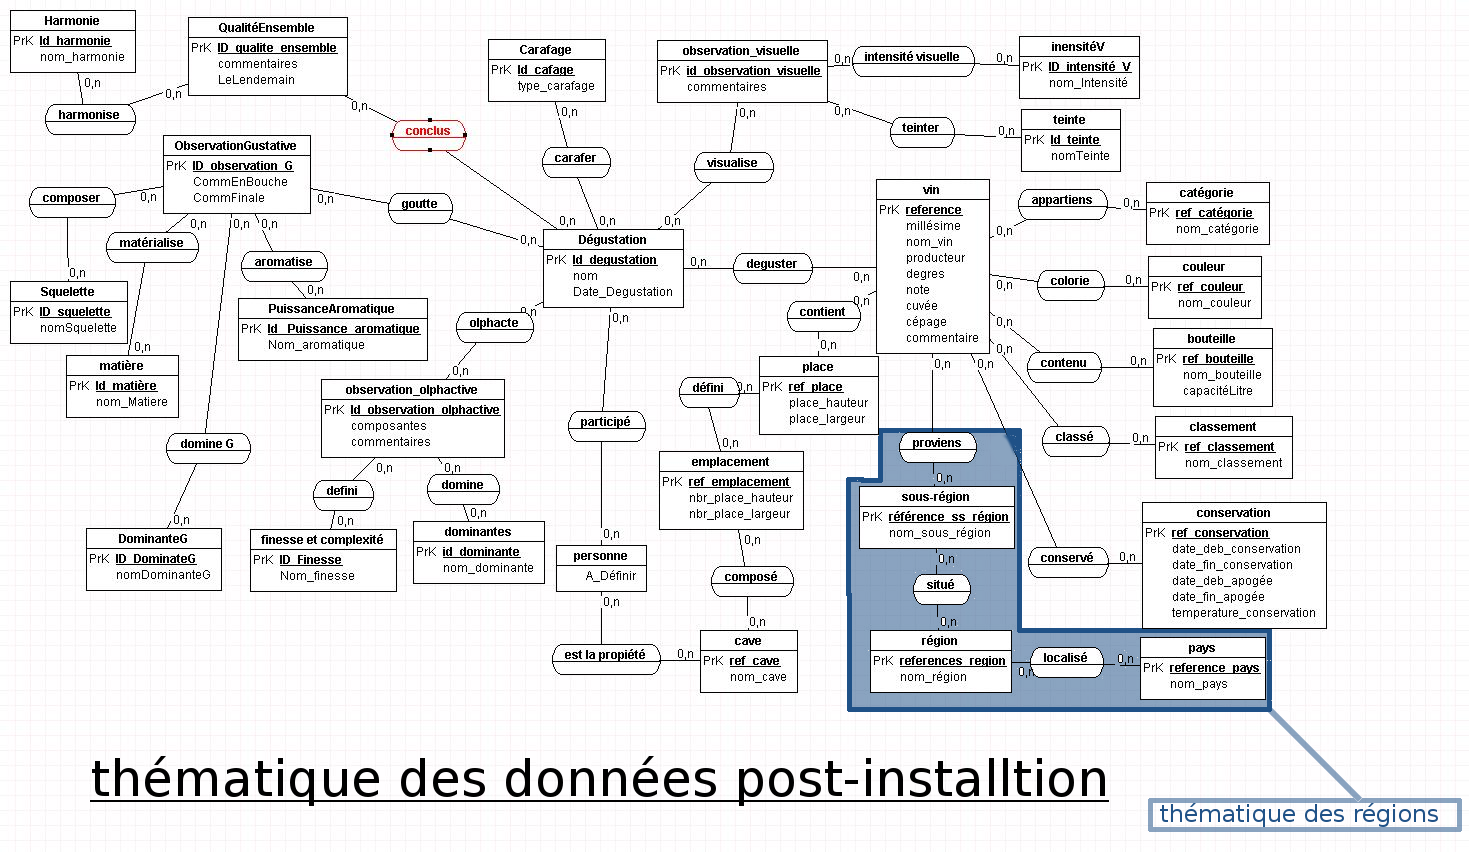 Harmonie
PrK Id_harmonie
nom_harmonie
0,n
harmonise
0,n
QualitéEnsemble
PrK ID_qualite_ensemble
commentaires
LeLendemain
0,n
conclus
0,n
Carafage
PrK Id_cafage
type_carafage
0,n
carafer
0,n
observation_visuelle
PrK id_observation_visuelle
commentaires
0,n
intensité visuelle
0,n
inensitéV
PrK ID_intensité_V
nom_Intensité
0,n
teinter
0,n
teinte
PrK Id_teinte
nomTeinte
0,n
visualise
0,n
ObservationGustative
PrK ID_observation_G
CommEnBouche
CommFinale
0,n
goutte
0,n
composer
0,n
0,n
Squelette
PrK ID_squelette
nomSquelette
matérialise
0,n
0,n
matière
PrK Id_matière
nom_Matiere
0,n
0,n
aromatise
0,n
PuissanceAromatique
PrK Id_Puissance_aromatique
Nom_aromatique
domine G
0,n
DominanteG
PrK ID_DominateG
nomDominanteG
Dégustation
PrK Id_degustation
nom
Date_Degustation
0,n
deguster
0,n
0,n
olphacte
0,n
observation_olphactive
PrK Id_observation_olphactive
composantes
commentaires
0,n
defini
0,n
finesse et complexité
PrK ID_Finesse
Nom_finesse
0,n
domine
0,n
dominantes
PrK id_dominante
nom_dominante
0,n
participé
0,n
personne
A_Définir
0,n
est la propiété
0,n
cave
PrK ref_cave
nom_cave
0,n
composé
0,n
emplacement
PrK ref_emplacement
nbr_place_hauteur
nbr_place_largeur
0,n
défini
0,n
place
PrK ref_place
place_hauteur
place_largeur
0,n
contient
0,n
vin
PrK reference
millésime
nom_vin
producteur
degres
note
cuvée
cépage
commentaire
0,n
appartiens
0,n
catégorie
PrK ref_catégorie
nom_catégorie
0,n
colorie
0,n
couleur
PrK ref_couleur
nom_couleur
0,n
contenu
0,n
bouteille
PrK ref_bouteille
nom_bouteille
capacitéLitre
0,n
classé
0,n
classement
PrK ref_classement
nom_classement
0,n
conservé
0,n
conservation
PrK ref_conservation
date_deb_conservation
date_fin_conservation
date_deb_apogée
date_fin_apogée
temperature_conservation
0,n
proviens
0,n
sous-région
PrK référence_ss_région
nom_sous_région
0,n
situé
0,n
région
PrK references_region
nom_région
0,n
localisé
0,n
pays
PrK reference_pays
nom_pays
thématique des données post-installtion
thématique des régions